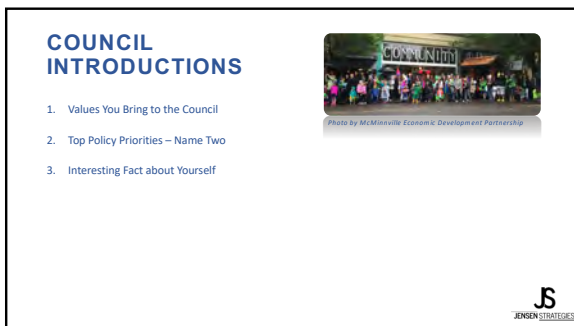 COUNCIL
INTRODUCTIONS
1. Values You Bring to the Council
2. Top Policy Priorities – Name Two
3. Interesting Fact about Yourself
COMMUNITY
Photo by McMinnville Economic Development Partnership
JS
JENSEN STRATEGIES